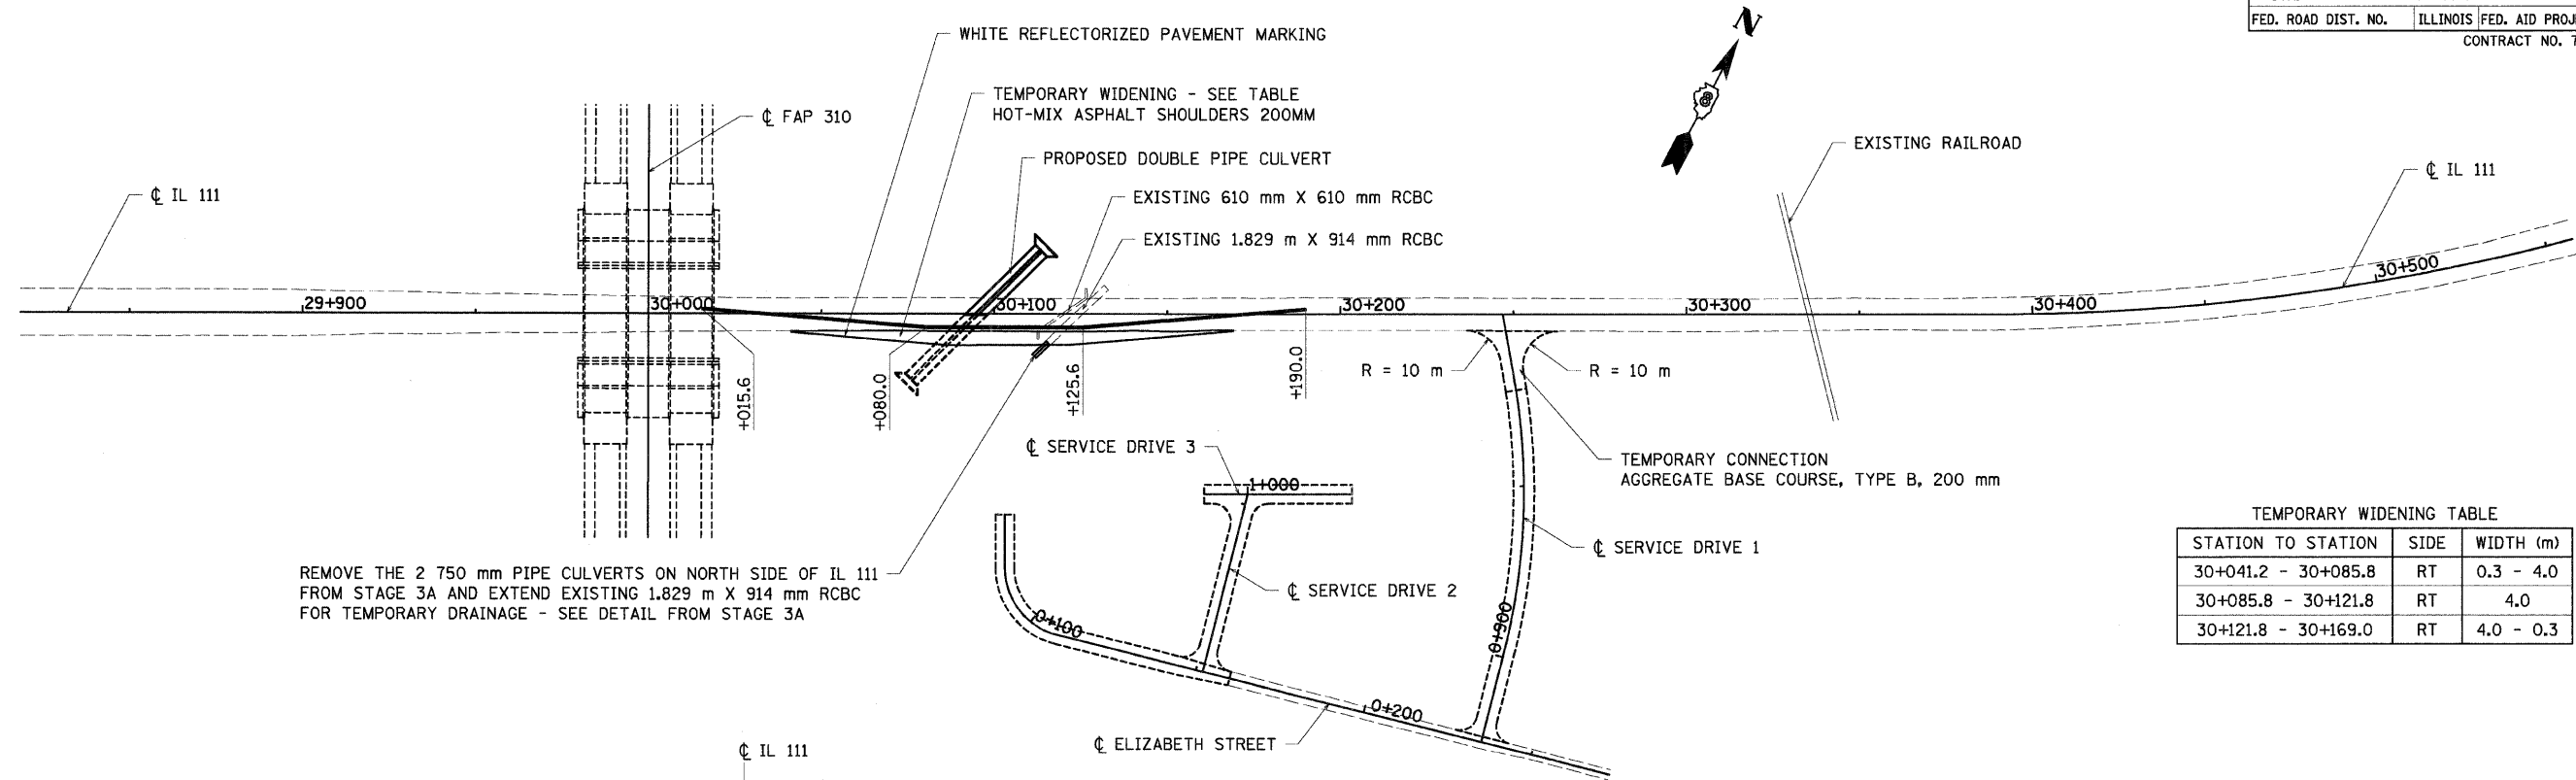 FED. ROAD DIST. NO. ILLINOIS FED. AID
CONTRACT NO.
N
WHITE REFLECTORIZED PAVEMENT MARKING
TEMPORARY WIDENING - SEE TABLE
HOT-MIX ASPHALT SHOULDERS 200MM
℄ FAP 310
PROPOSED DOUBLE PIPE CULVERT
EXISTING RAILROAD
℄ IL 111
℄ IL 111
EXISTING 610 mm X 610 mm RCBC
EXISTING 1.829 m X 914 mm RCBC
29+900
30+000
30+100
30+200
30+300
30+400
30+500
+015.6
+080.0
+125.6
+190.0
R = 10 m
R = 10 m
℄ SERVICE DRIVE 3
1+000
TEMPORARY CONNECTION
AGGREGATE BASE COURSE, TYPE B, 200 mm
℄ SERVICE DRIVE 1
REMOVE THE 2 750 mm PIPE CULVERTS ON NORTH SIDE OF IL 111
FROM STAGE 3A AND EXTEND EXISTING 1.829 m X 914 mm RCBC
FOR TEMPORARY DRAINAGE - SEE DETAIL FROM STAGE 3A
℄ SERVICE DRIVE 2
0+100
0+900
0+200
℄ ELIZABETH STREET
℄ IL 111
TEMPORARY WIDENING TABLE
STATION TO STATION SIDE WIDTH (m)
30+041.2 - 30+085.8 RT 0.3 - 4.0
30+085.8 - 30+121.8 RT 4.0
30+121.8 - 30+169.0 RT 4.0 - 0.3